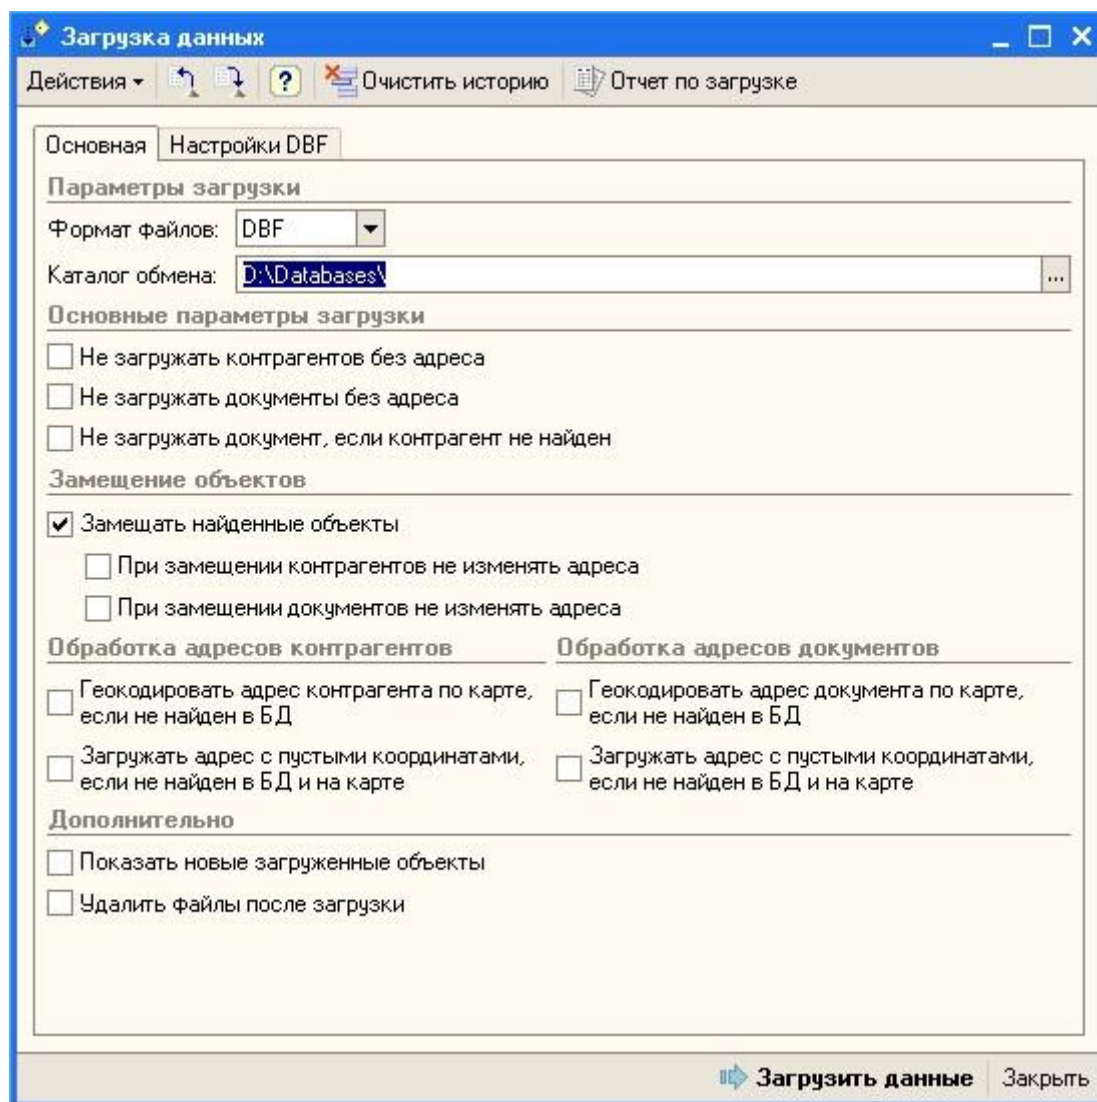 Загрузка данных
Действия Очистить историю Отчет по загрузке
Основная Настройки DBF
Параметры загрузки
Формат файлов: DBF
Каталог обмена: D:\Databases\ ...
Основные параметры загрузки
Не загружать контрагентов без адреса
Не загружать документы без адреса
Не загружать документ, если контрагент не найден
Замещение объектов
Замещать найденные объекты
При замещении контрагентов не изменять адреса
При замещении документов не изменять адреса
Обработка адресов контрагентов
Геокодировать адрес контрагента по карте,
если не найден в БД
Загружать адрес с пустыми координатами,
если не найден в БД и на карте
Обработка адресов документов
Геокодировать адрес документа по карте,
если не найден в БД
Загружать адрес с пустыми координатами,
если не найден в БД и на карте
Дополнительно
Показать новые загруженные объекты
Удалить файлы после загрузки
Загрузить данные Закрыть